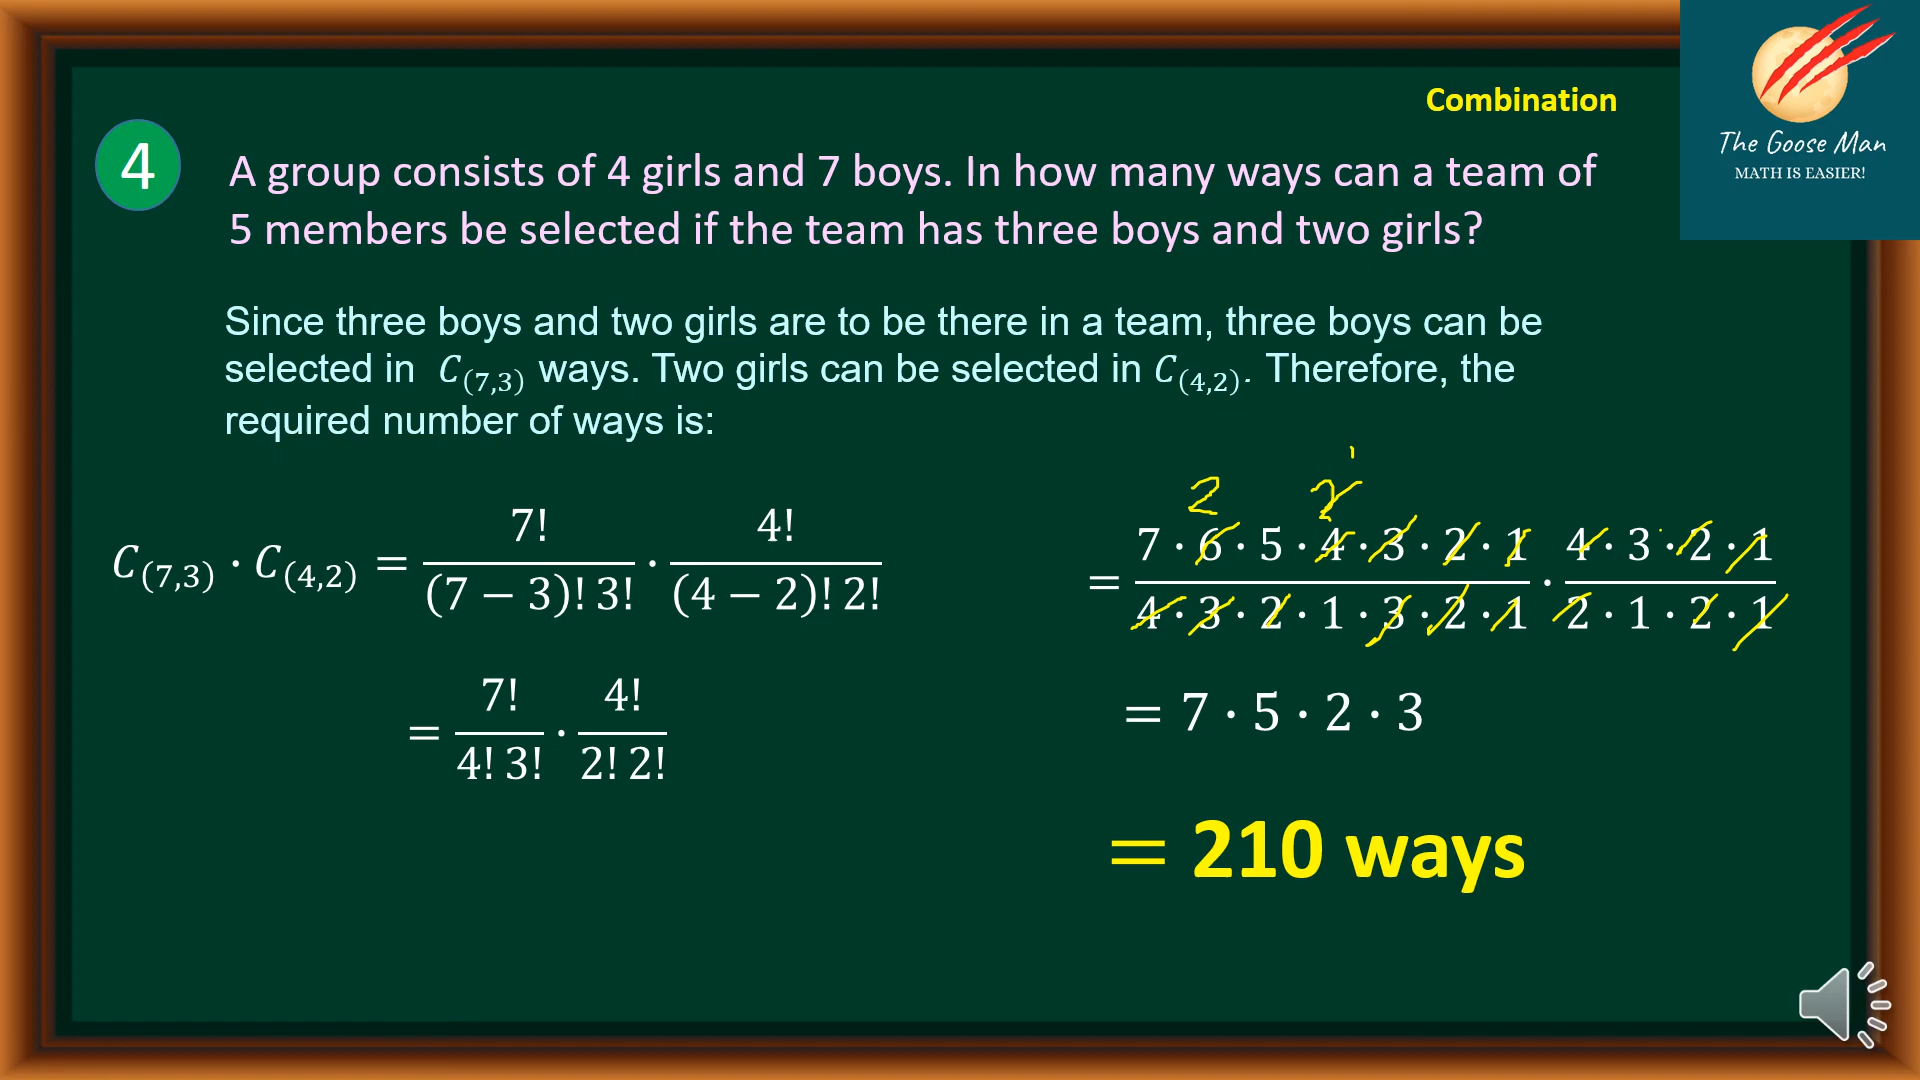 Combination
The Goose Man
MATH IS EASIER!
4
A group consists of 4 girls and 7 boys. In how many ways can a team of
5 members be selected if the team has three boys and two girls?
Since three boys and two girls are to be there in a team, three boys can be
selected in C(7,3) ways. Two girls can be selected in C(4,2). Therefore, the
required number of ways is:
C(7,3) · C(4,2) = 7!/((7 − 3)! 3!) · 4!/((4 − 2)! 2!)
= 7!/(4! 3!) · 4!/(2! 2!)
2 2 1
= (7 · 6 · 5 · 4 · 3 · 2 · 1)/(4 · 3 · 2 · 1 · 3 · 2 · 1) · (4 · 3 · 2 · 1)/(2 · 1 · 2 · 1)
= 7 · 5 · 2 · 3
= 210 ways